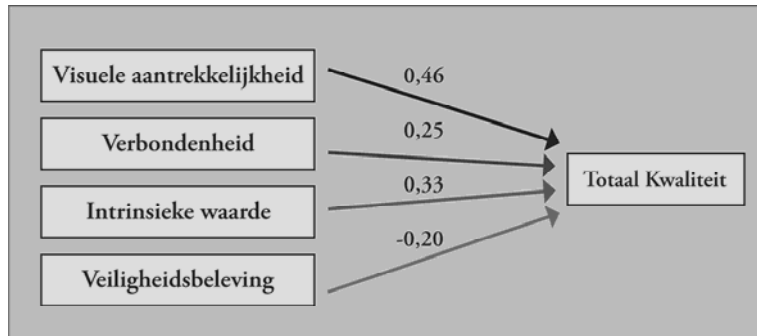 Visuele aantrekkelijkheid
0,46
Verbondenheid
0,25
Totaal Kwaliteit
0,33
Intrinsieke waarde
-0,20
Veiligheidsbeleving